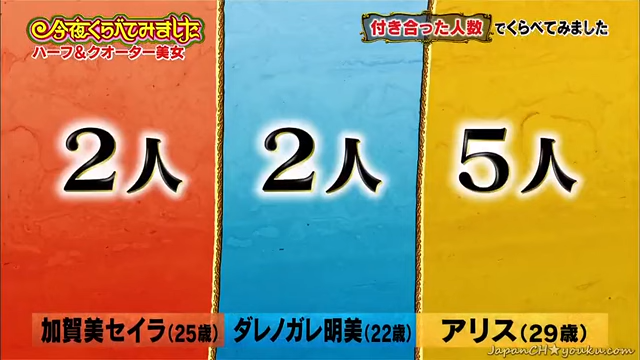 今夜くらべてみました
ハーフ&クオーター美女
付き合った人数でくらべてみました
2人
2人
5人
加賀美セイラ(25歳)
ダレノガレ明美(22歳)
アリス(29歳)
JapanCH★youku.com